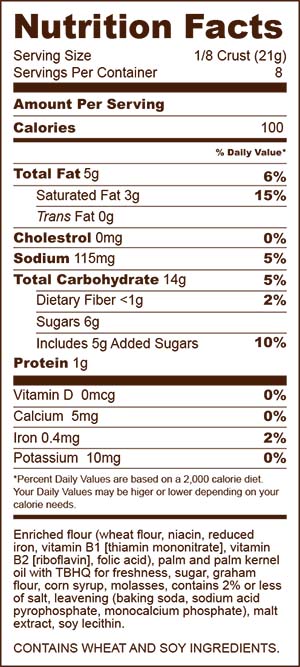 Nutrition Facts
Serving Size 1/8 Crust (21g)
Servings Per Container 8
Amount Per Serving
Calories 100
% Daily Value*
Total Fat 5g 6%
Saturated Fat 3g 15%
Trans Fat 0g
Cholestrol 0mg 0%
Sodium 115mg 5%
Total Carbohydrate 14g 5%
Dietary Fiber <1g 2%
Sugars 6g
Includes 5g Added Sugars 10%
Protein 1g
Vitamin D 0mcg 0%
Calcium 5mg 0%
Iron 0.4mg 2%
Potassium 10mg 0%
*Percent Daily Values are based on a 2,000 calorie diet.
Your Daily Values may be higer or lower depending on your
calorie needs.
Enriched flour (wheat flour, niacin, reduced
iron, vitamin B1 [thiamin mononitrate], vitamin
B2 [riboflavin], folic acid), palm and palm kernel
oil with TBHQ for freshness, sugar, graham
flour, corn syrup, molasses, contains 2% or less
of salt, leavening (baking soda, sodium acid
pyrophosphate, monocalcium phosphate), malt
extract, soy lecithin.
CONTAINS WHEAT AND SOY INGREDIENTS.